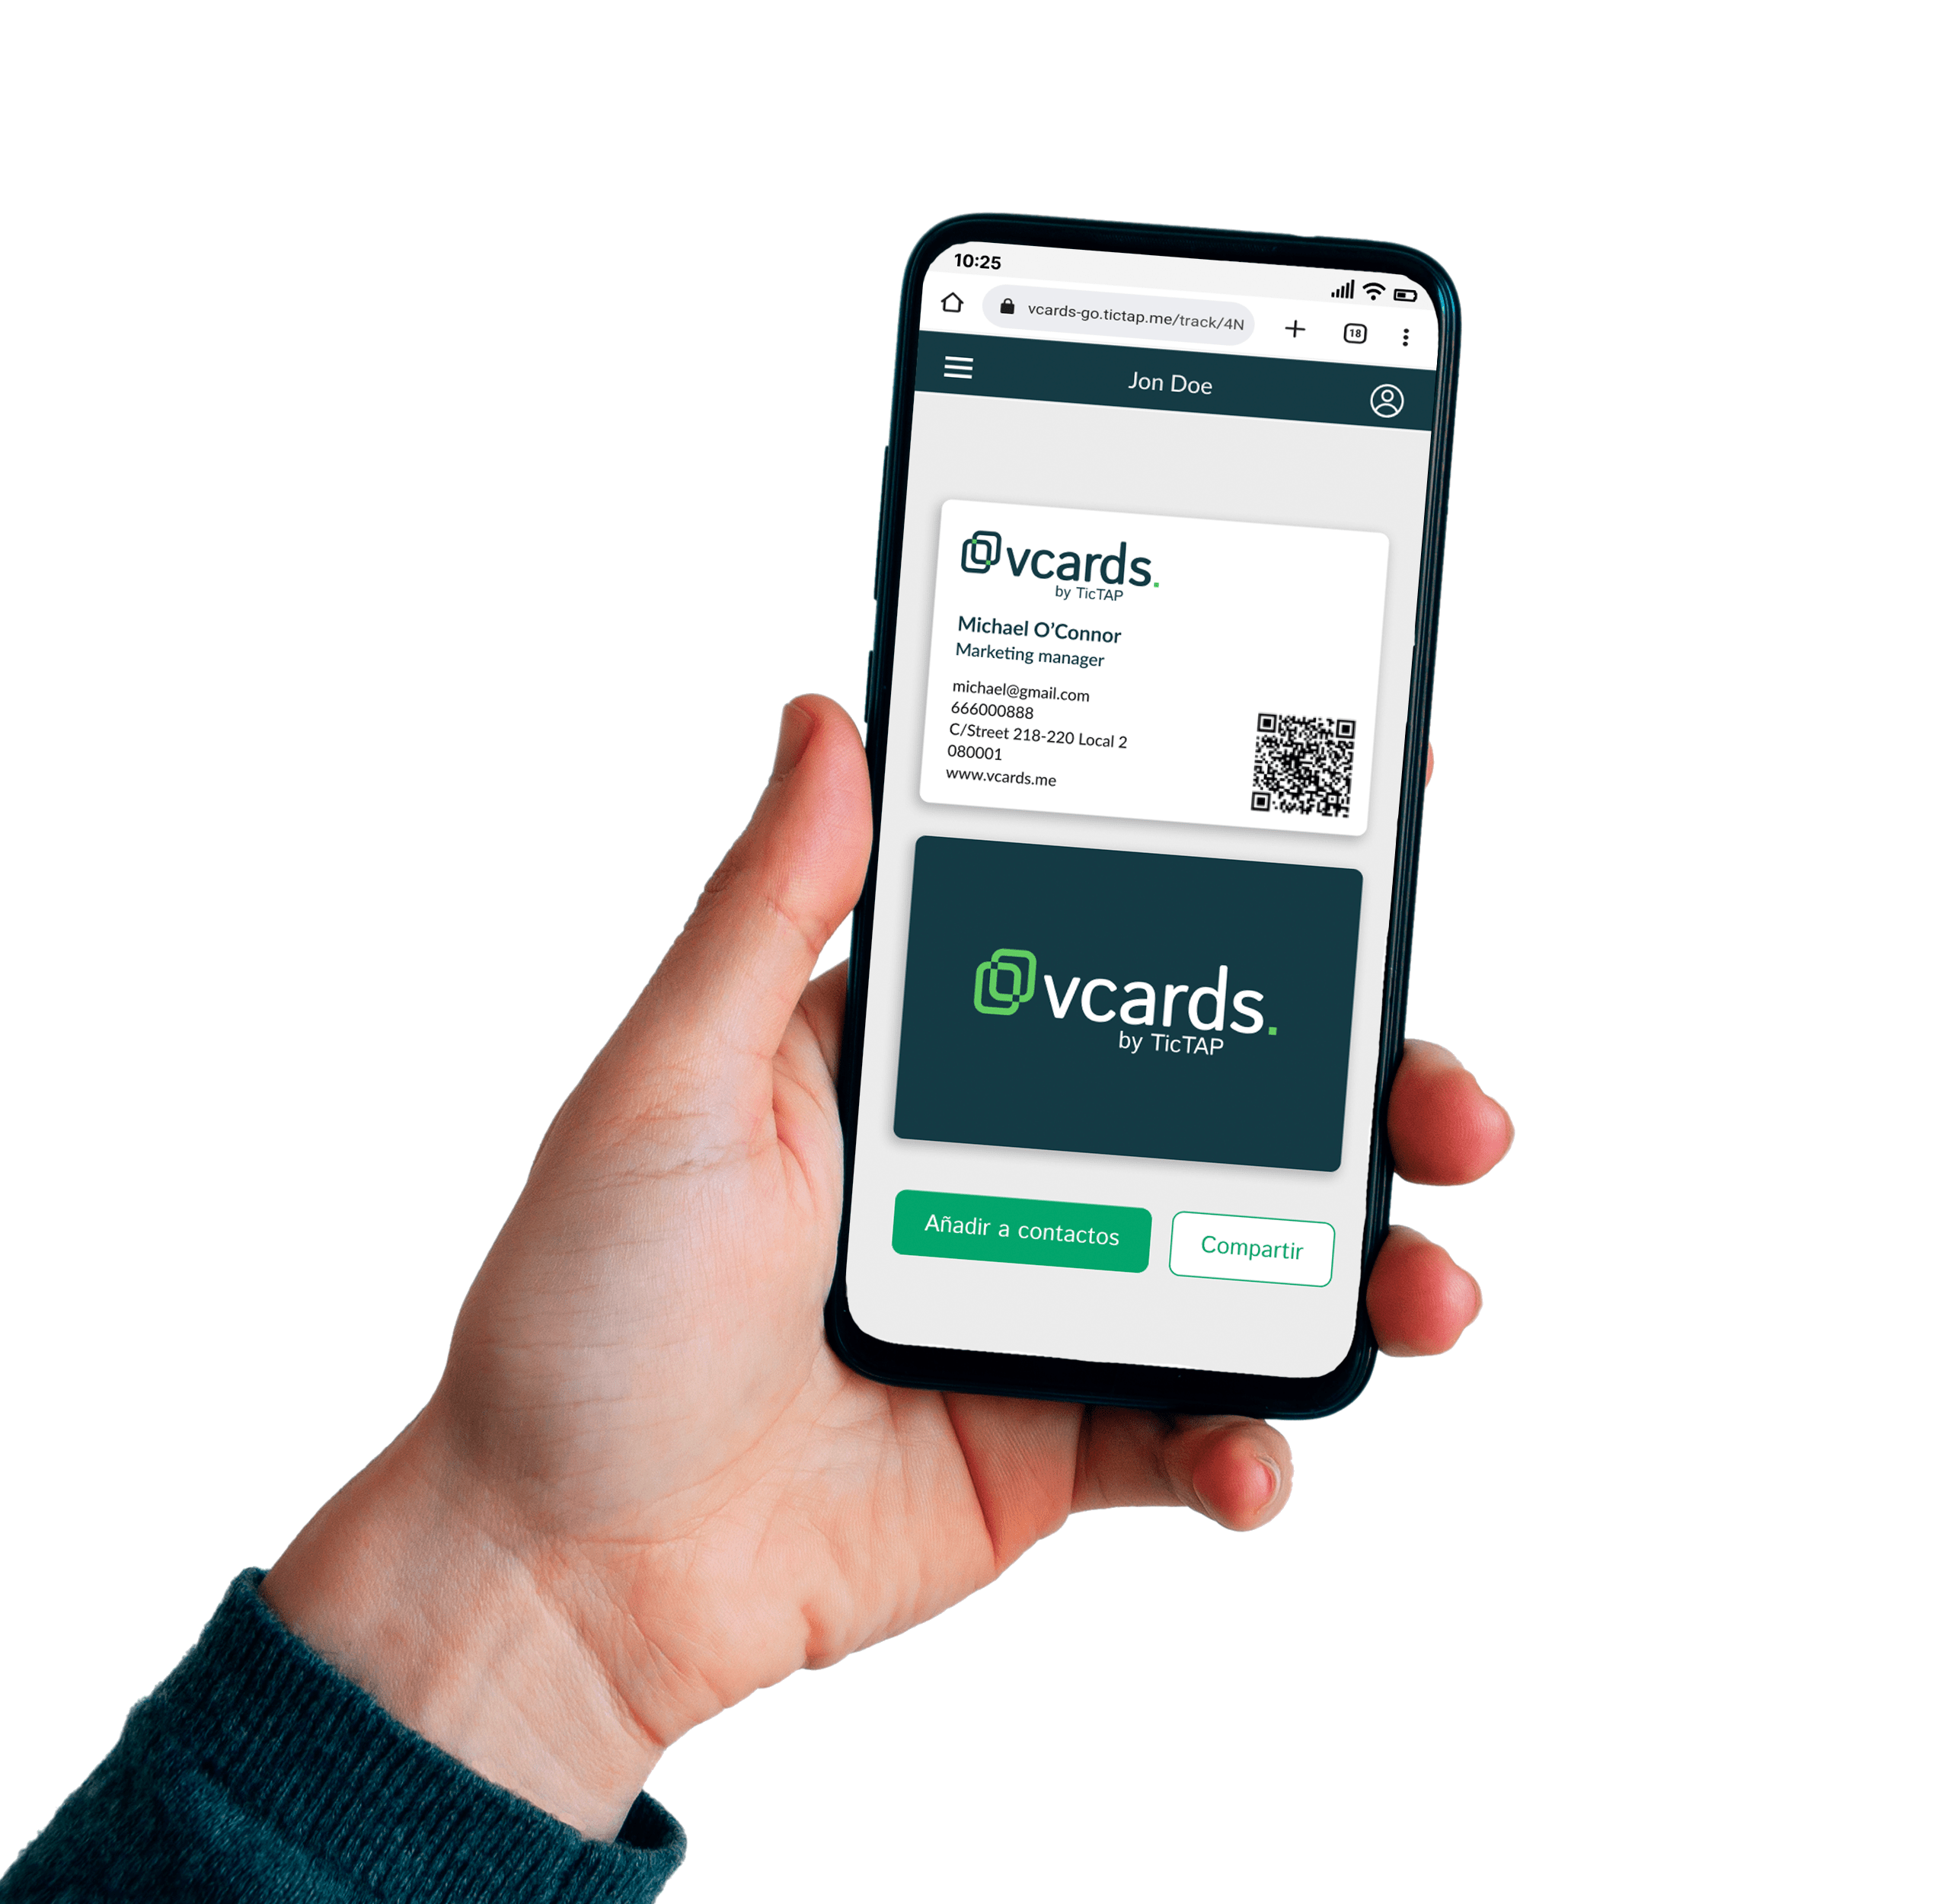 10:25
vcards-go.tictap.me/track/4N
18
Jon Doe
vcards.
by TicTAP
Michael O’Connor
Marketing manager
michael@gmail.com
666000888
C/Street 218-220 Local 2
080001
www.vcards.me
vcards.
by TicTAP
Añadir a contactos
Compartir